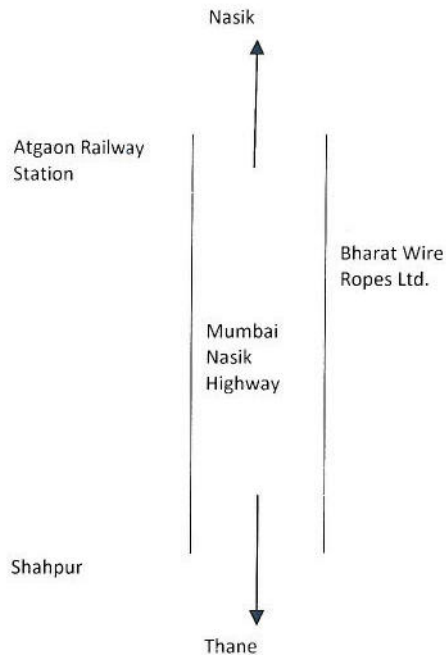 Nasik
Atgaon Railway
Station
Bharat Wire
Ropes Ltd.
Mumbai
Nasik
Highway
Shahpur
Thane